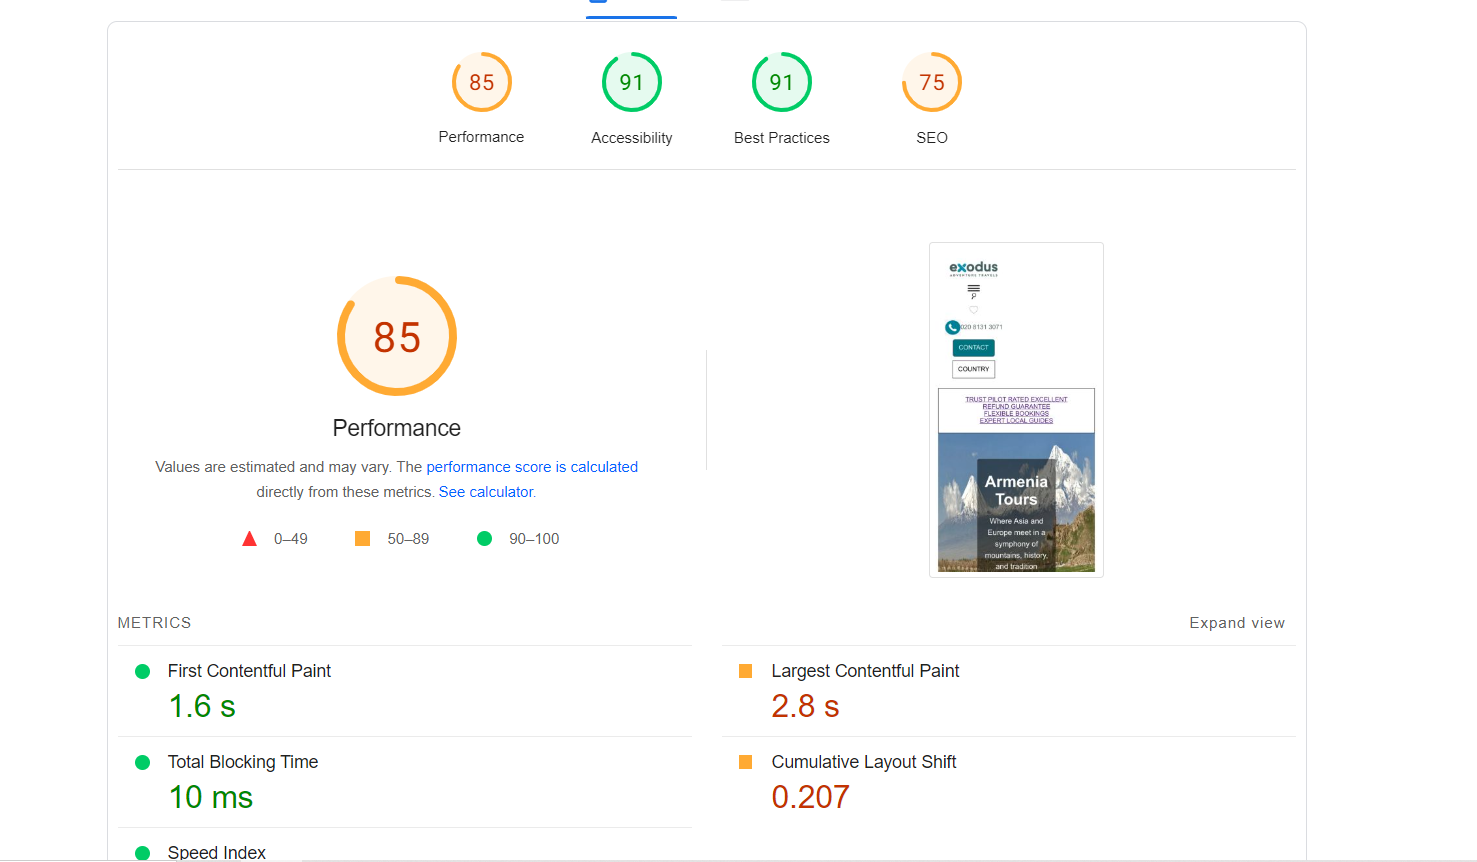 85
91
91
75
Performance
Accessibility
Best Practices
SEO
85
Performance
Values are estimated and may vary. The performance score is calculated
directly from these metrics. See calculator.
0–49
50–89
90–100
exodus
ADVENTURE TRAVELS
020 8131 3071
CONTACT
COUNTRY
TRUST PILOT RATED EXCELLENT
REFUND GUARANTEE
FLEXIBLE BOOKINGS
EXPERT LOCAL GUIDES
Armenia
Tours
Where Asia and
Europe meet in a
symphony of
mountains, history,
and tradition
METRICS
Expand view
First Contentful Paint
1.6 s
Largest Contentful Paint
2.8 s
Total Blocking Time
10 ms
Cumulative Layout Shift
0.207
Speed Index